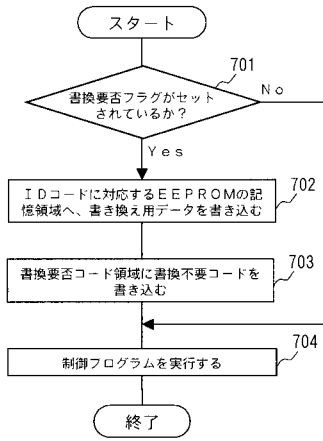 スタート
701
書換要否フラグがセット
されているか？
No
Yes
702
ＩＤコードに対応するＥＥＰＲＯＭの記
憶領域へ、書き換え用データを書き込む
703
書換要否コード領域に書換不要コードを
書き込む
704
制御プログラムを実行する
終了